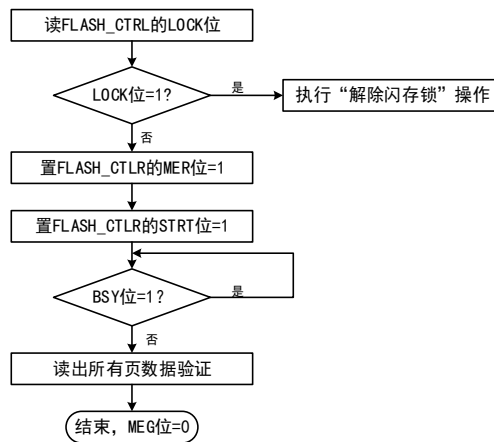 读FLASH_CTRL的LOCK位
LOCK位=1?
是
执行“解除闪存锁”操作
否
置FLASH_CTLR的MER位=1
置FLASH_CTLR的STRT位=1
BSY位=1?
是
否
读出所有页数据验证
结束, MEG位=0